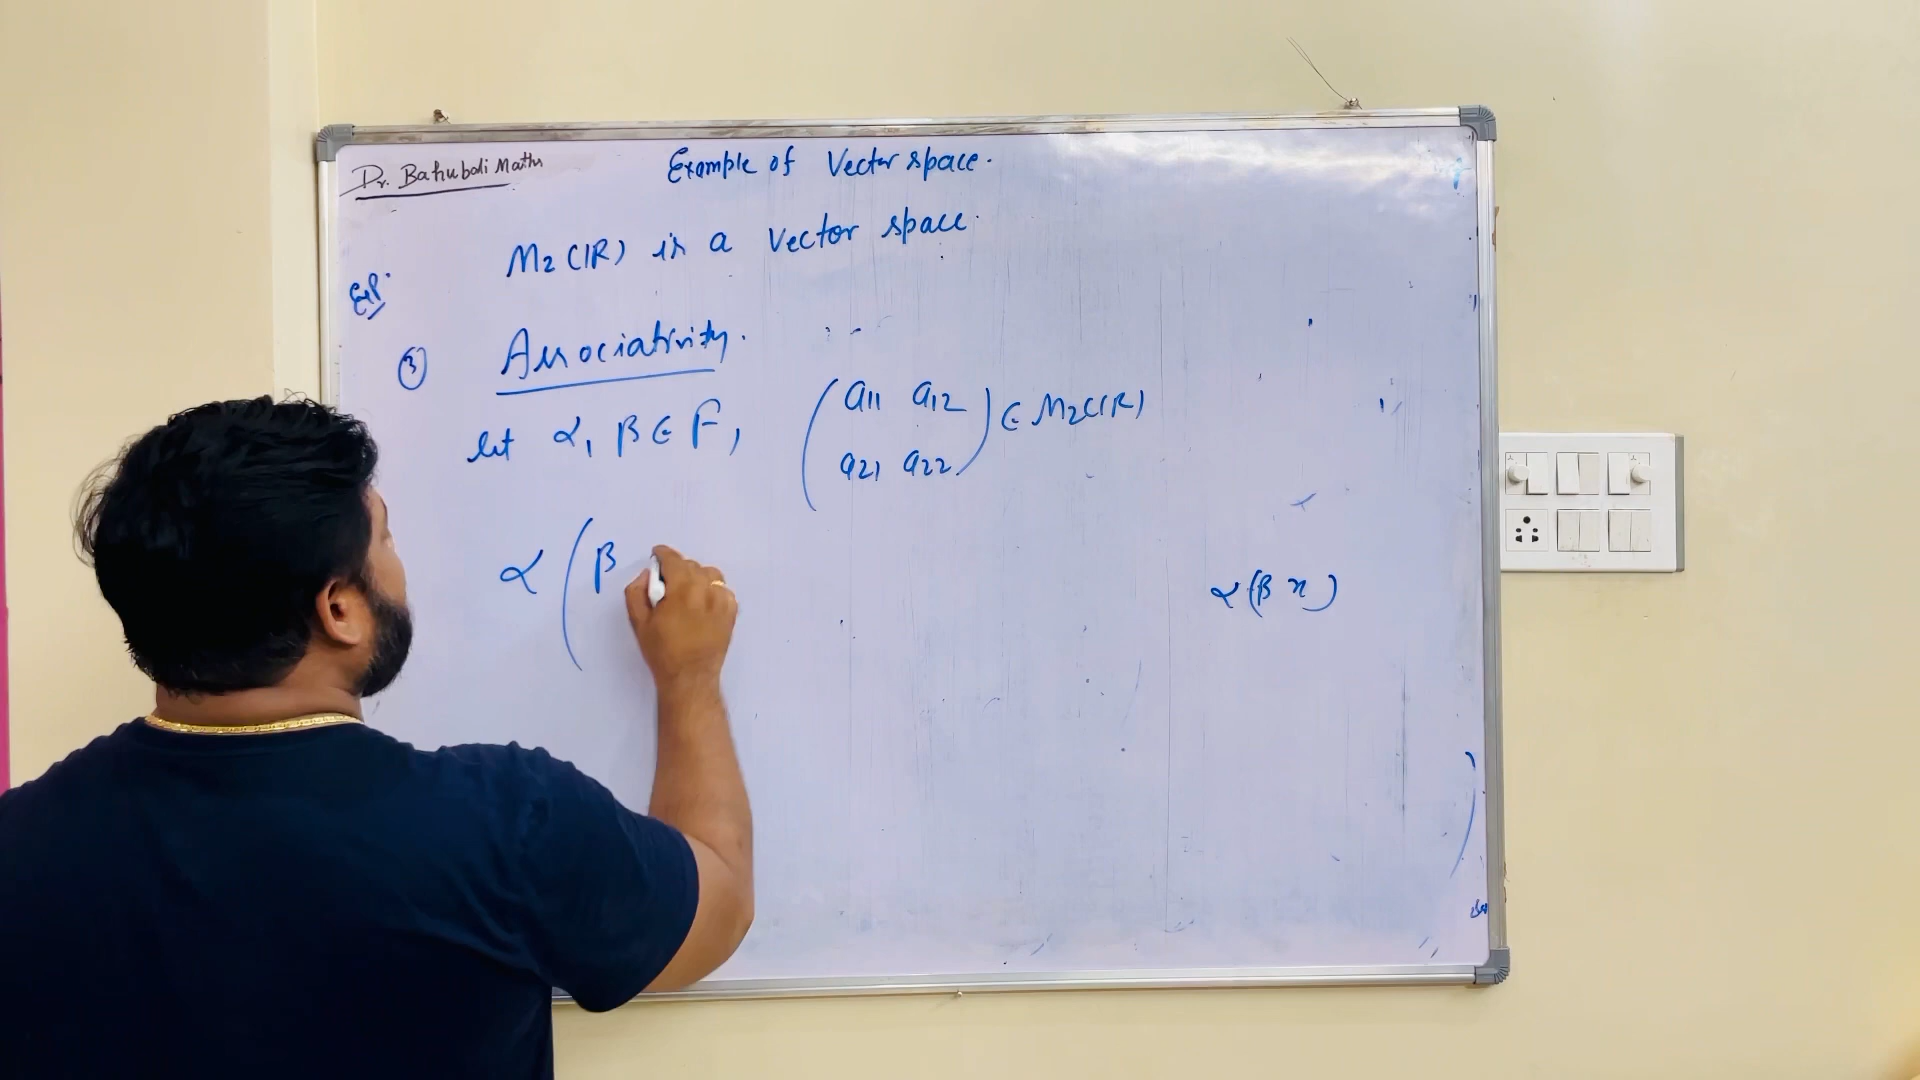 Dr. Bahubali Maths
Example of Vector space.
M2(IR) is a vector space.
Exp.
③ Associativity.
let α, β ∈ F, (a11 a12
a21 a22) ∈ M2(IR)
α (β
α(β x)